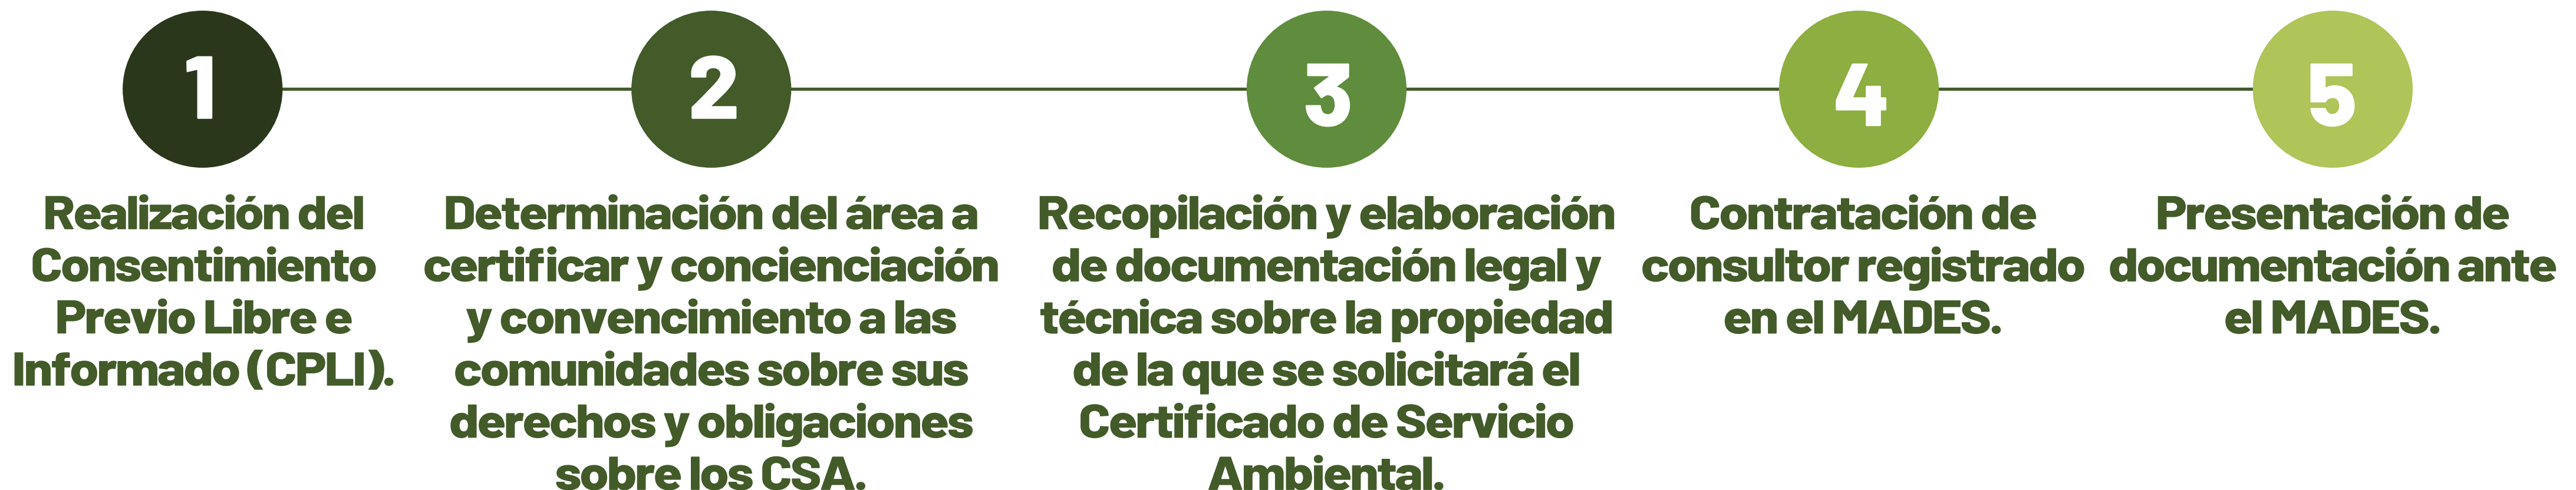 1
Realización del
Consentimiento
Previo Libre e
Informado (CPLI).
2
Determinación del área a
certificar y concienciación
y convencimiento a las
comunidades sobre sus
derechos y obligaciones
sobre los CSA.
3
Recopilación y elaboración
de documentación legal y
técnica sobre la propiedad
de la que se solicitará el
Certificado de Servicio
Ambiental.
4
Contratación de
consultor registrado
en el MADES.
5
Presentación de
documentación ante
el MADES.